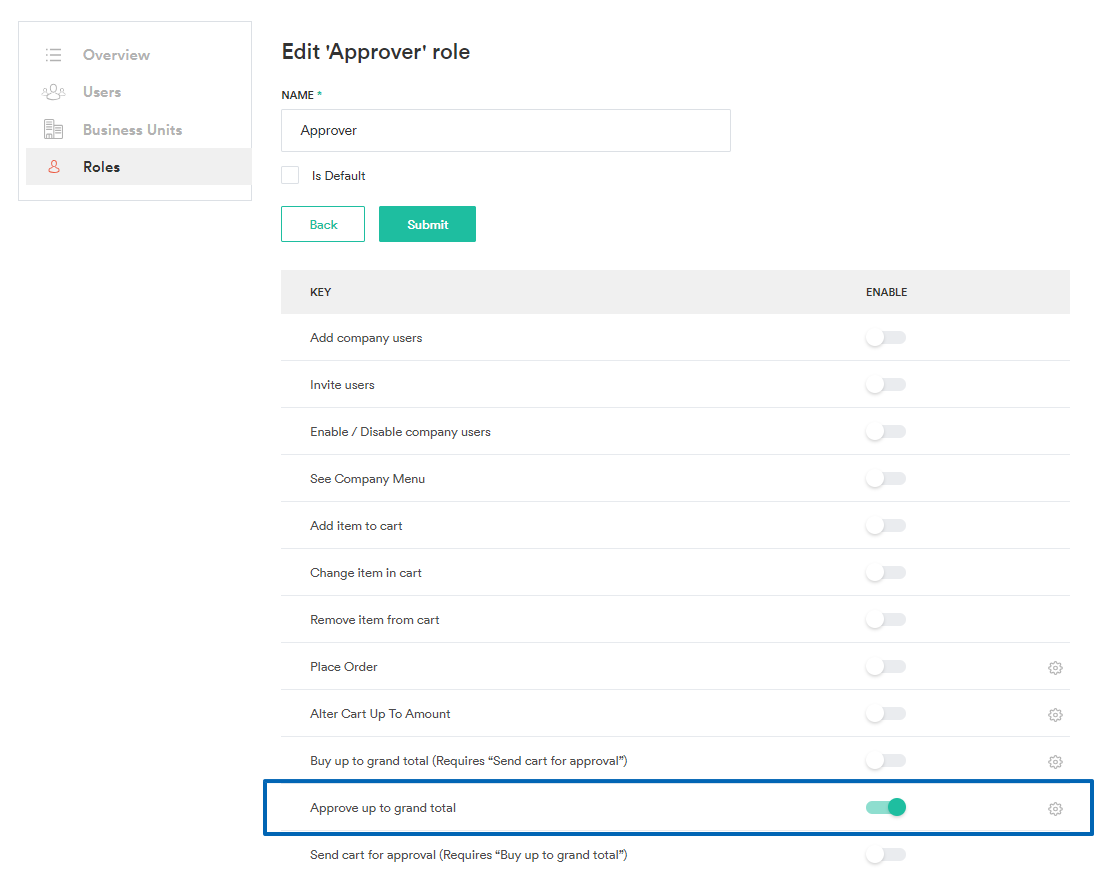 Overview
Users
Business Units
Roles
Edit 'Approver' role
NAME *
Approver
Is Default
Back
Submit
KEY
ENABLE
Add company users
Invite users
Enable / Disable company users
See Company Menu
Add item to cart
Change item in cart
Remove item from cart
Place Order
Alter Cart Up To Amount
Buy up to grand total (Requires “Send cart for approval”)
Approve up to grand total
Send cart for approval (Requires “Buy up to grand total”)